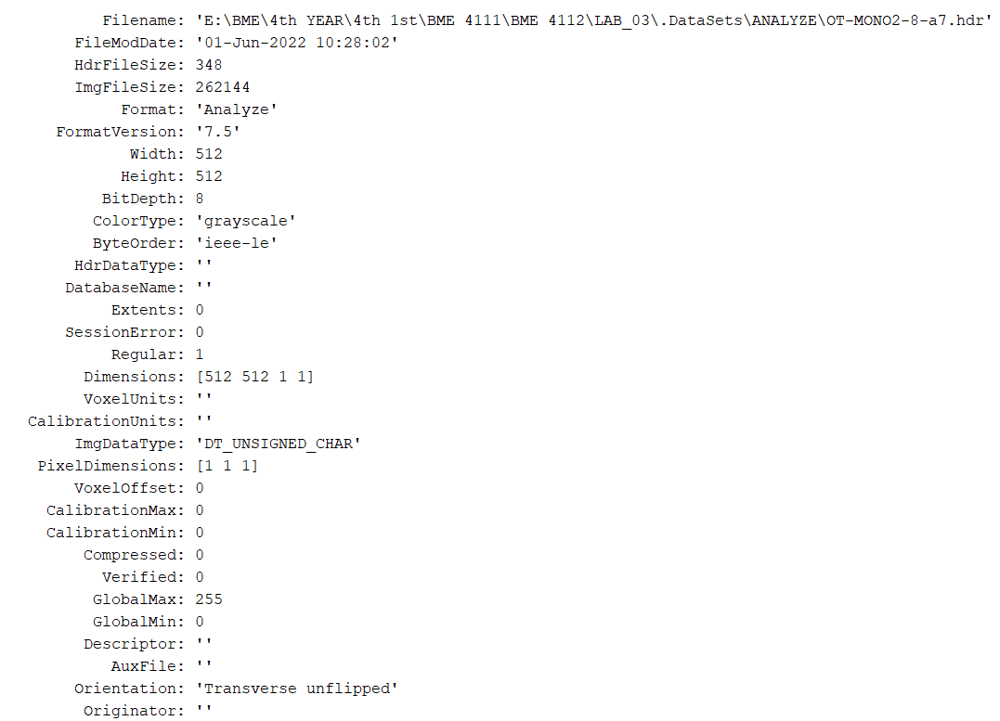 Filename: 'E:\BME\4th YEAR\4th 1st\BME 4111\BME 4112\LAB_03\.DataSets\ANALYZE\OT-MONO2-8-a7.hdr'
FileModDate: '01-Jun-2022 10:28:02'
HdrFileSize: 348
ImgFileSize: 262144
Format: 'Analyze'
FormatVersion: '7.5'
Width: 512
Height: 512
BitDepth: 8
ColorType: 'grayscale'
ByteOrder: 'ieee-le'
HdrDataType: ''
DatabaseName: ''
Extents: 0
SessionError: 0
Regular: 1
Dimensions: [512 512 1 1]
VoxelUnits: ''
CalibrationUnits: ''
ImgDataType: 'DT_UNSIGNED_CHAR'
PixelDimensions: [1 1 1]
VoxelOffset: 0
CalibrationMax: 0
CalibrationMin: 0
Compressed: 0
Verified: 0
GlobalMax: 255
GlobalMin: 0
Descriptor: ''
AuxFile: ''
Orientation: 'Transverse unflipped'
Originator: ''